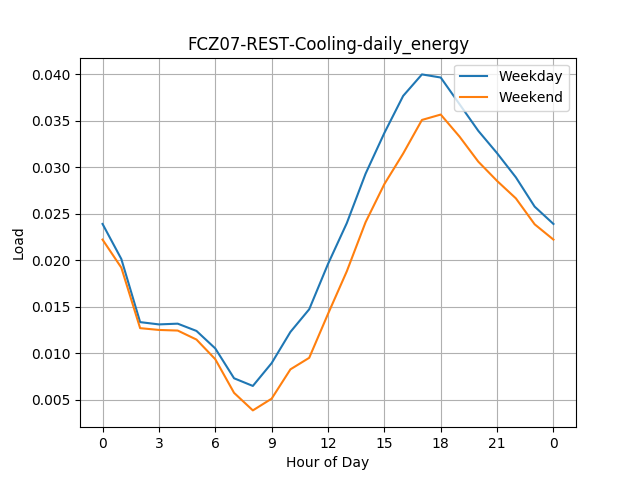 FCZ07-REST-Cooling-daily_energy
Weekday
Weekend
Load
0.040
0.035
0.030
0.025
0.020
0.015
0.010
0.005
0 3 6 9 12 15 18 21 0
Hour of Day